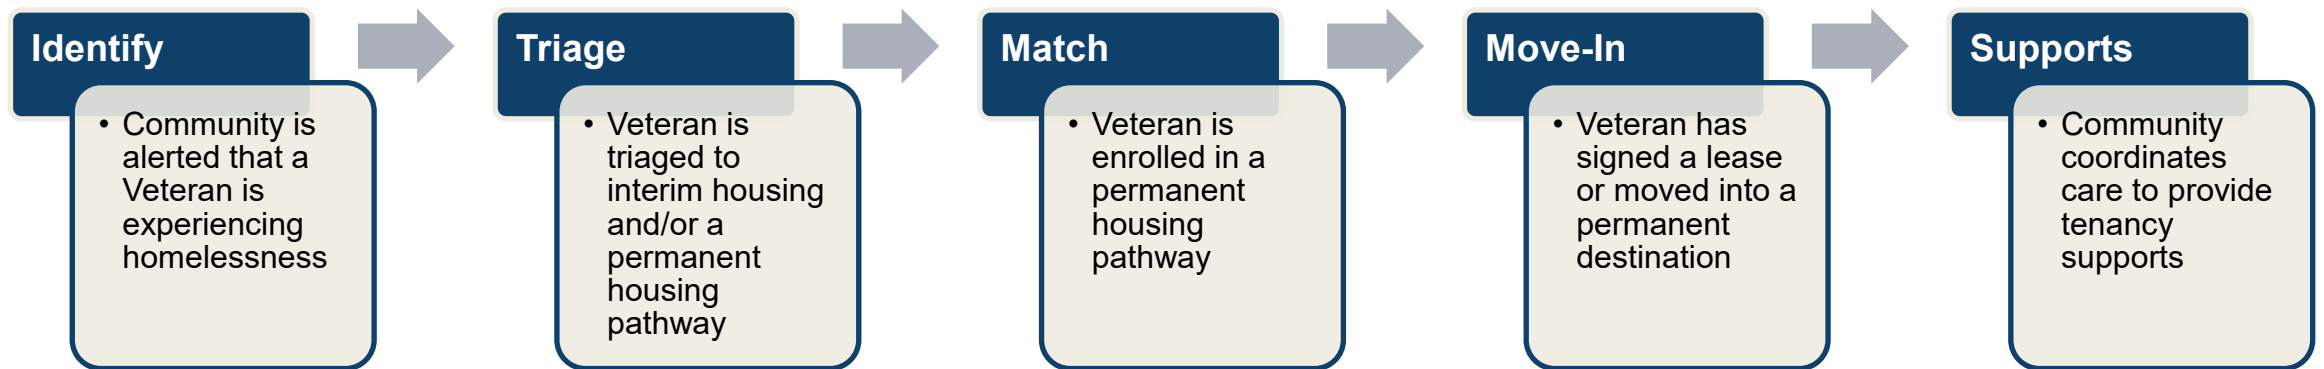 Identify
• Community is
alerted that a
Veteran is
experiencing
homelessness
Triage
• Veteran is
triaged to
interim housing
and/or a
permanent
housing
pathway
Match
• Veteran is
enrolled in a
permanent
housing
pathway
Move-In
• Veteran has
signed a lease
or moved into a
permanent
destination
Supports
• Community
coordinates
care to provide
tenancy
supports